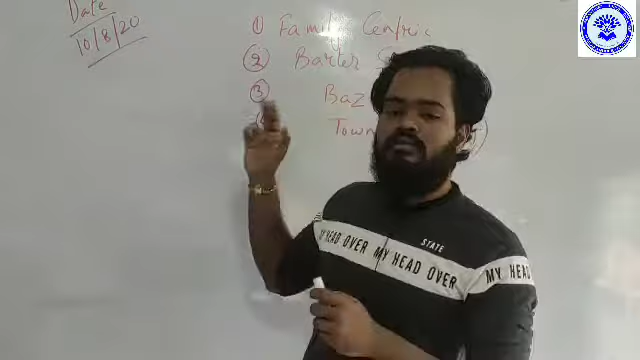 Date
10/8/20
① Family Centric
② Barter
③ Baz
Town
STATE
MY HEAD OVER MY HEAD OVER MY HEAD